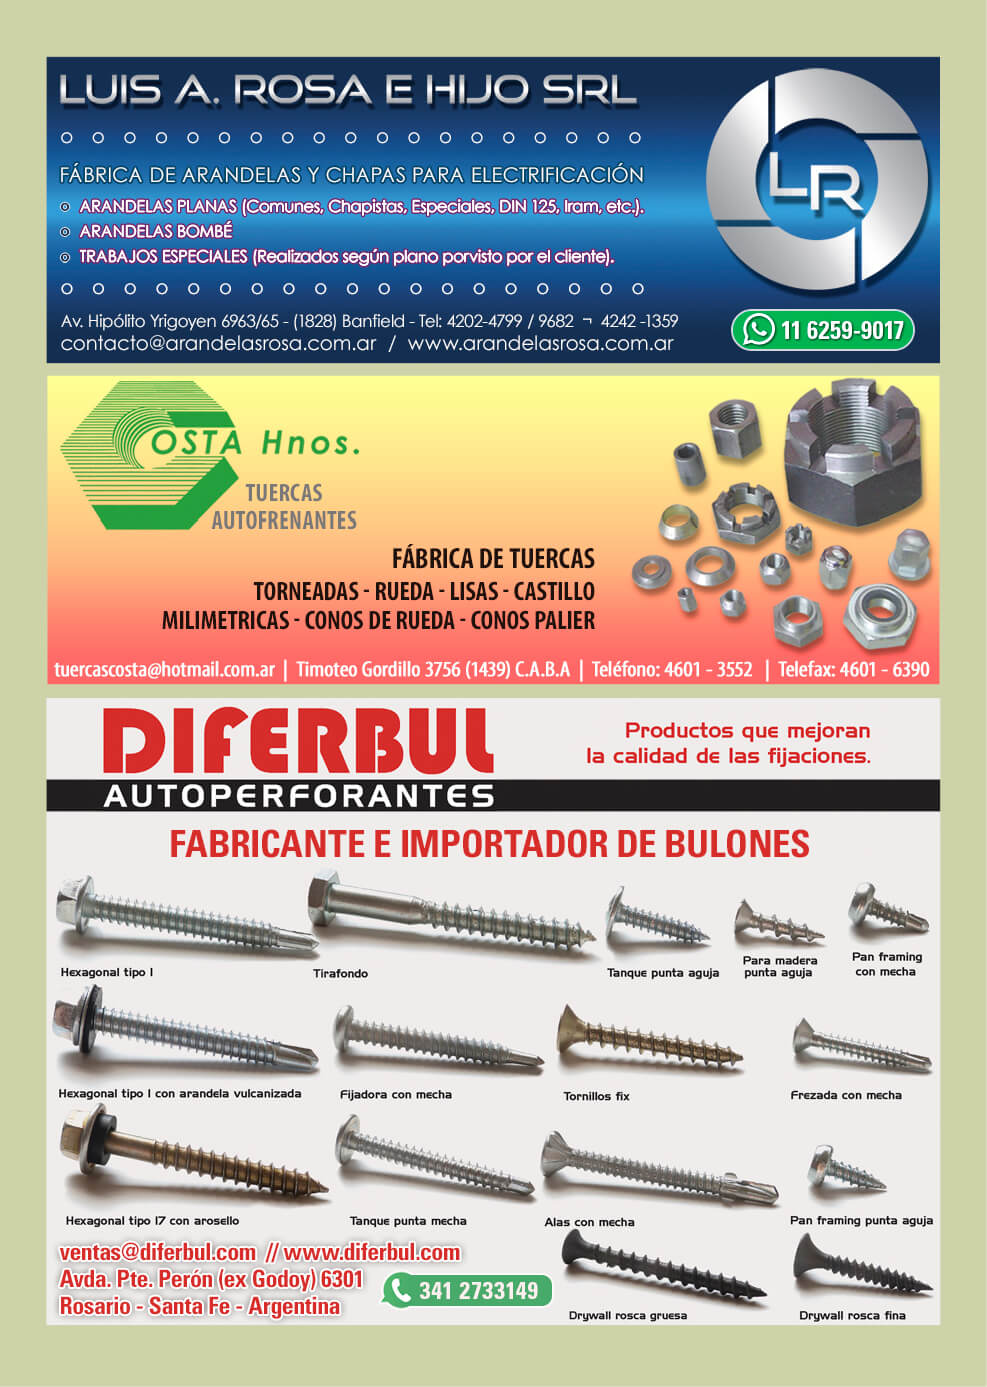 LUIS A. ROSA E HIJO SRL
FÁBRICA DE ARANDELAS Y CHAPAS PARA ELECTRIFICACIÓN
ARANDELAS PLANAS (Comunes, Chapistas, Especiales, DIN 125, Iram, etc.).
ARANDELAS BOMBÉ
TRABAJOS ESPECIALES (Realizados según plano porvisto por el cliente).
LR
Av. Hipólito Yrigoyen 6963/65 - (1828) Banfield - Tel: 4202-4799 / 9682 ¬ 4242 -1359
contacto@arandelasrosa.com.ar / www.arandelasrosa.com.ar
11 6259-9017
COSTA Hnos.
TUERCAS
AUTOFRENANTES
FÁBRICA DE TUERCAS
TORNEADAS - RUEDA - LISAS - CASTILLO
MILIMETRICAS - CONOS DE RUEDA - CONOS PALIER
tuercascosta@hotmail.com.ar | Timoteo Gordillo 3756 (1439) C.A.B.A | Teléfono: 4601 - 3552 | Telefax: 4601 - 6390
DIFERBUL
AUTOPERFORANTES
Productos que mejoran
la calidad de las fijaciones.
FABRICANTE E IMPORTADOR DE BULONES
Hexagonal tipo 1
Tirafondo
Tanque punta aguja
Para madera
punta aguja
Pan framing
con mecha
Hexagonal tipo 1 con arandela vulcanizada
Fijadora con mecha
Tornillos fix
Frezada con mecha
Hexagonal tipo 17 con arosello
Tanque punta mecha
Alas con mecha
Pan framing punta aguja
ventas@diferbul.com // www.diferbul.com
Avda. Pte. Perón (ex Godoy) 6301
Rosario - Santa Fe - Argentina
341 2733149
Drywall rosca gruesa
Drywall rosca fina